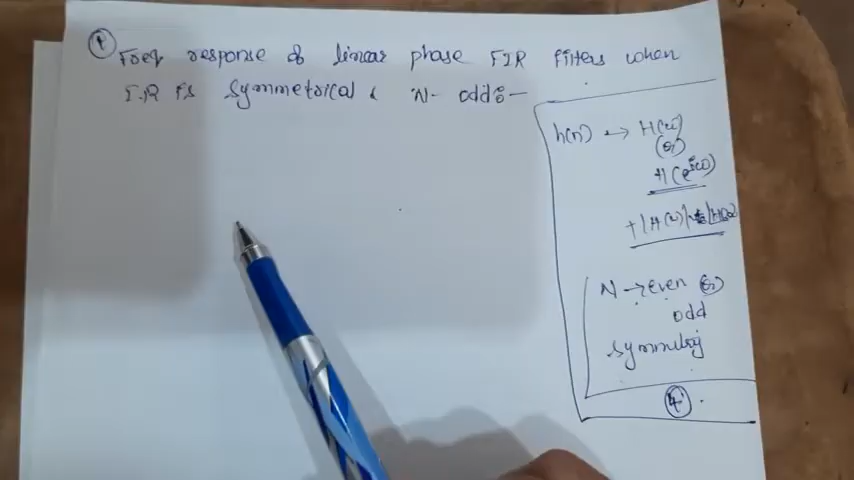 ① Freq response of linear phase FIR filters when
I.R is symmetrical & N- odd:-
h(n) ↔ H(ω)
(or)
H(e^jω)
+|H(ω)|
N → even (or)
odd
symmetry
4